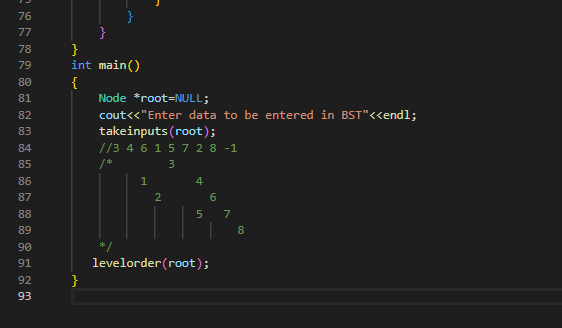 75 }
76 }
77 }
78 }
79 int main()
80 {
81 Node *root=NULL;
82 cout<<"Enter data to be entered in BST"<<endl;
83 takeinputs(root);
84 //3 4 6 1 5 7 2 8 -1
85 /* 3
86 1 4
87 2 6
88 5 7
89 8
90 */
91 levelorder(root);
92 }
93